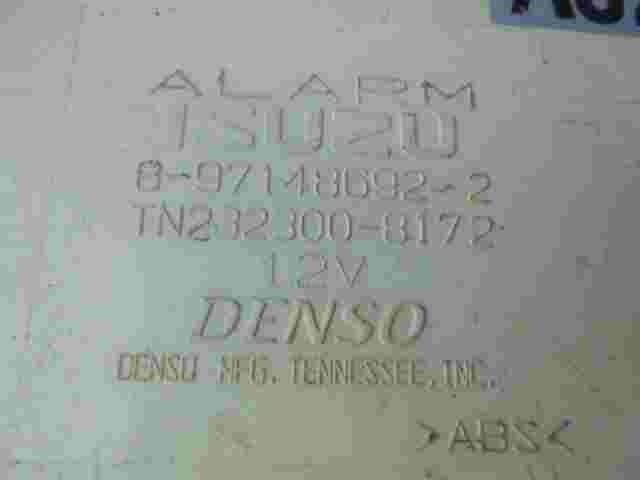 ALARM
ISUZU
8-97148692-2
TN232300-8172
12V
DENSO
DENSO MFG. TENNESSEE, INC.
>ABS<